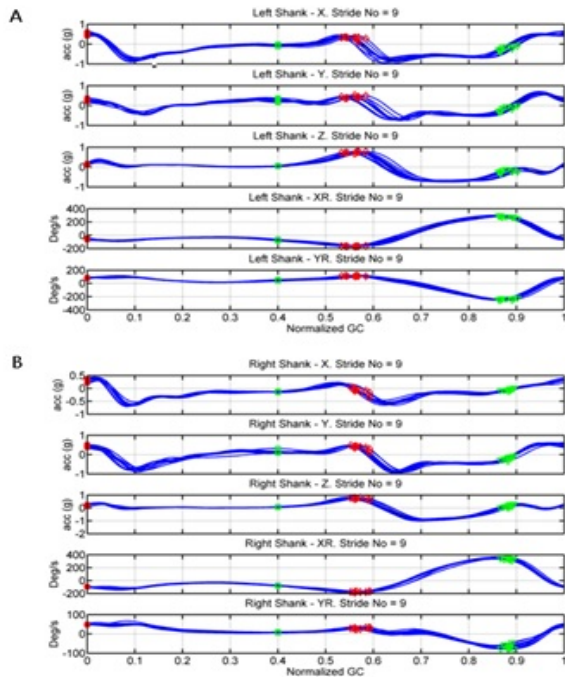 A
Left Shank - X. Stride No = 9
acc (g)
1
0
-1
Left Shank - Y. Stride No = 9
acc (g)
1
0
-1
Left Shank - Z. Stride No = 9
acc (g)
1
0
-1
Left Shank - XR. Stride No = 9
Deg/s
400
200
0
-200
Left Shank - YR. Stride No = 9
Deg/s
200
0
-200
-400
0 0.1 0.2 0.3 0.4 0.5 0.6 0.7 0.8 0.9 1
Normalized GC
B
Right Shank - X. Stride No = 9
acc (g)
0.5
-0.5
-1
Right Shank - Y. Stride No = 9
acc (g)
1
0
-1
Right Shank - Z. Stride No = 9
acc (g)
1
0
-1
-2
Right Shank - XR. Stride No = 9
Deg/s
400
200
0
-200
Right Shank - YR. Stride No = 9
Deg/s
100
0
-100
0 0.1 0.2 0.3 0.4 0.5 0.6 0.7 0.8 0.9 1
Normalized GC